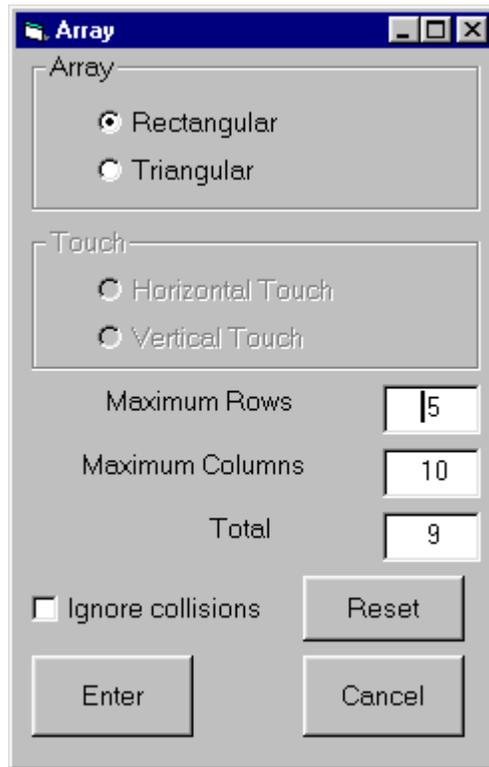 Array
Array
Rectangular
Triangular
Touch
Horizontal Touch
Vertical Touch
Maximum Rows 5
Maximum Columns 10
Total 9
Ignore collisions Reset
Enter Cancel